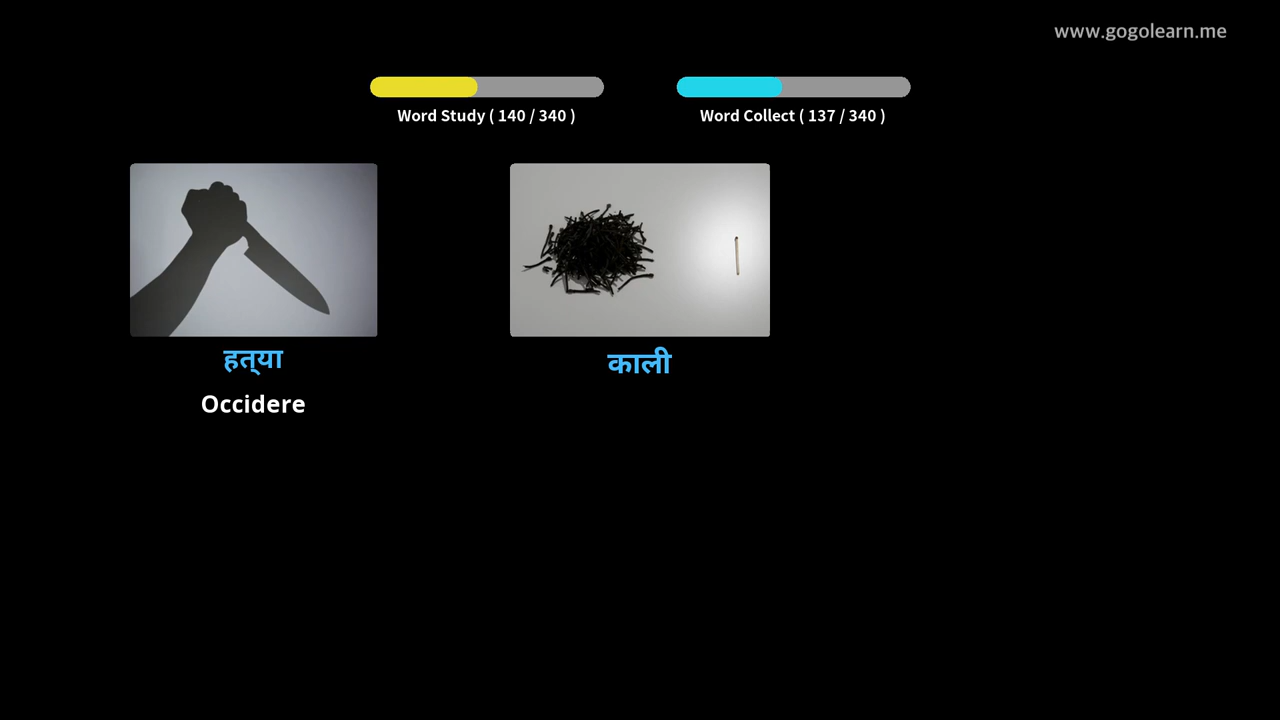 www.gogolearn.me
Word Study ( 140 / 340 )
Word Collect ( 137 / 340 )
हत्‌या
काली
Occidere